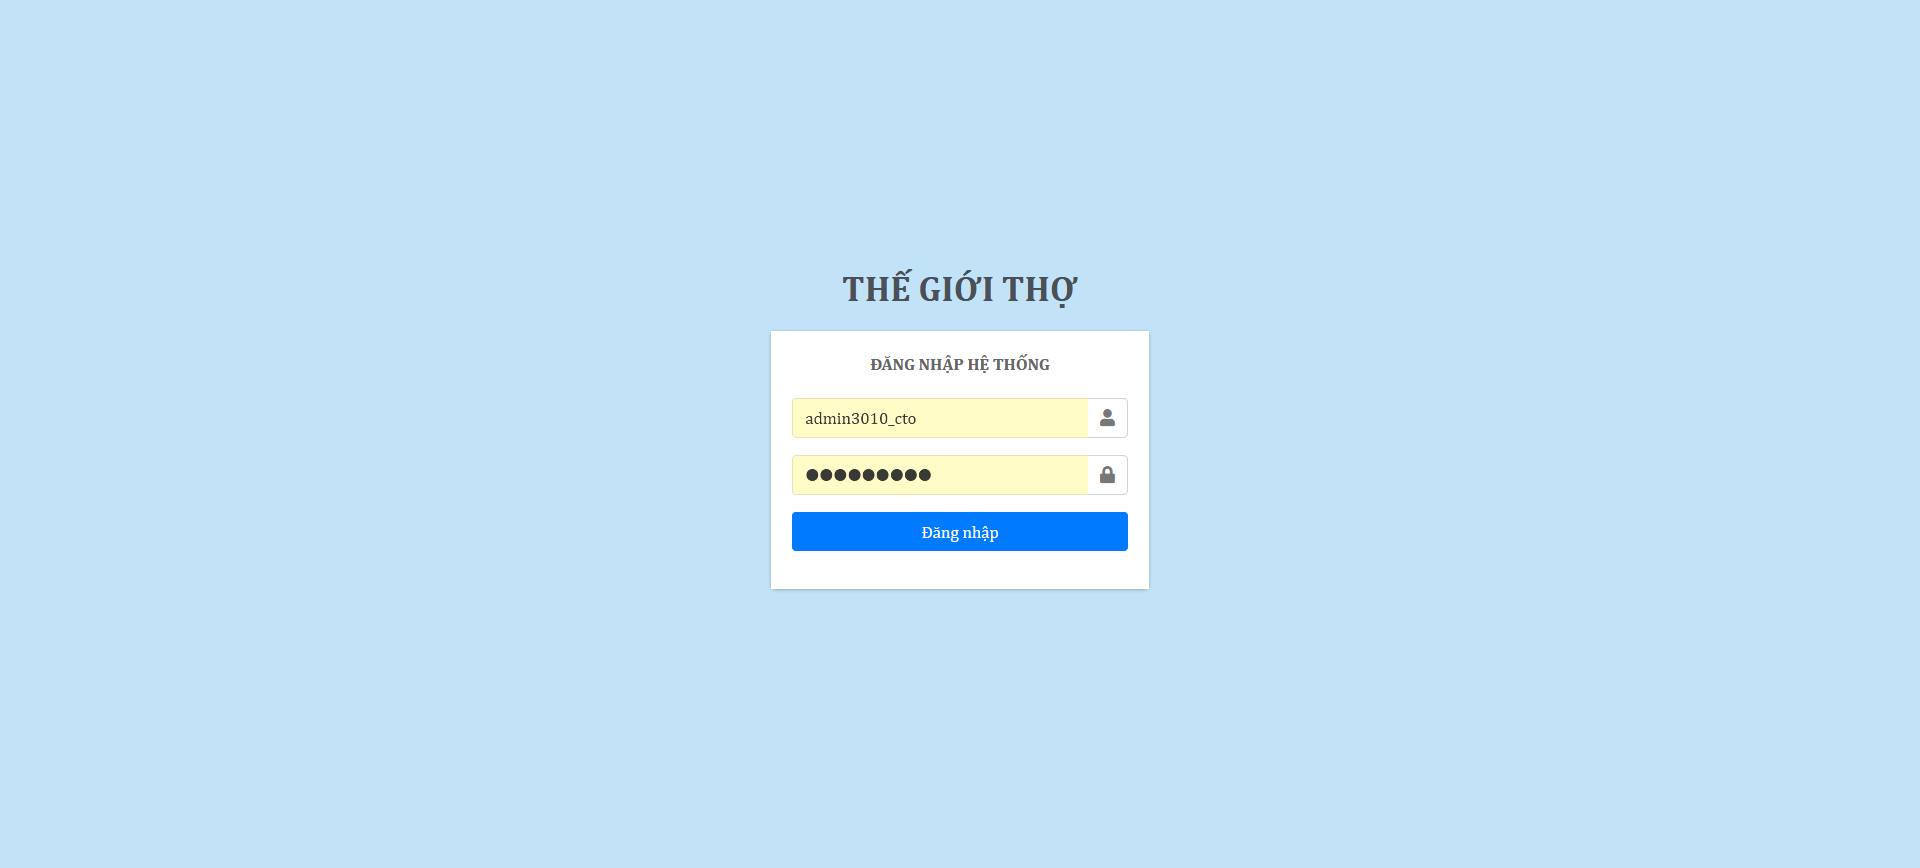 THẾ GIỚI THỢ
ĐĂNG NHẬP HỆ THỐNG
admin3010_cto
●●●●●●●●●
Đăng nhập